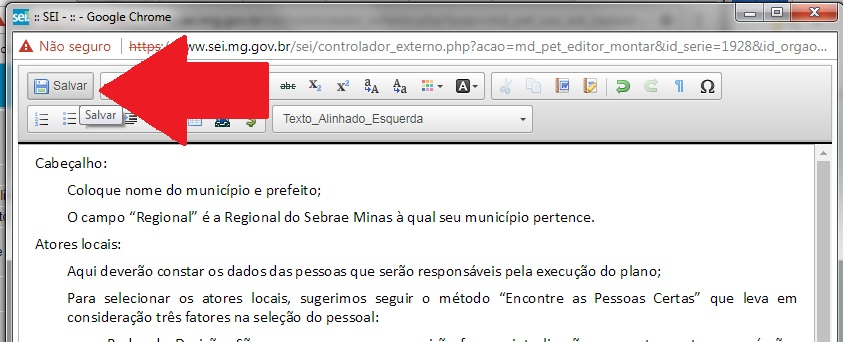 sei. :: SEI - :: - Google Chrome
Não seguro https://www.sei.mg.gov.br/sei/controlador_externo.php?acao=md_pet_editor_montar&id_serie=1928&id_orgao...
Salvar abc X₂ X² A
Salvar Texto_Alinhado_Esquerda
Cabeçalho:
Coloque nome do município e prefeito;
O campo “Regional” é a Regional do Sebrae Minas à qual seu município pertence.
Atores locais:
Aqui deverão constar os dados das pessoas que serão responsáveis pela execução do plano;
Para selecionar os atores locais, sugerimos seguir o método “Encontre as Pessoas Certas” que leva em
consideração três fatores na seleção do pessoal: